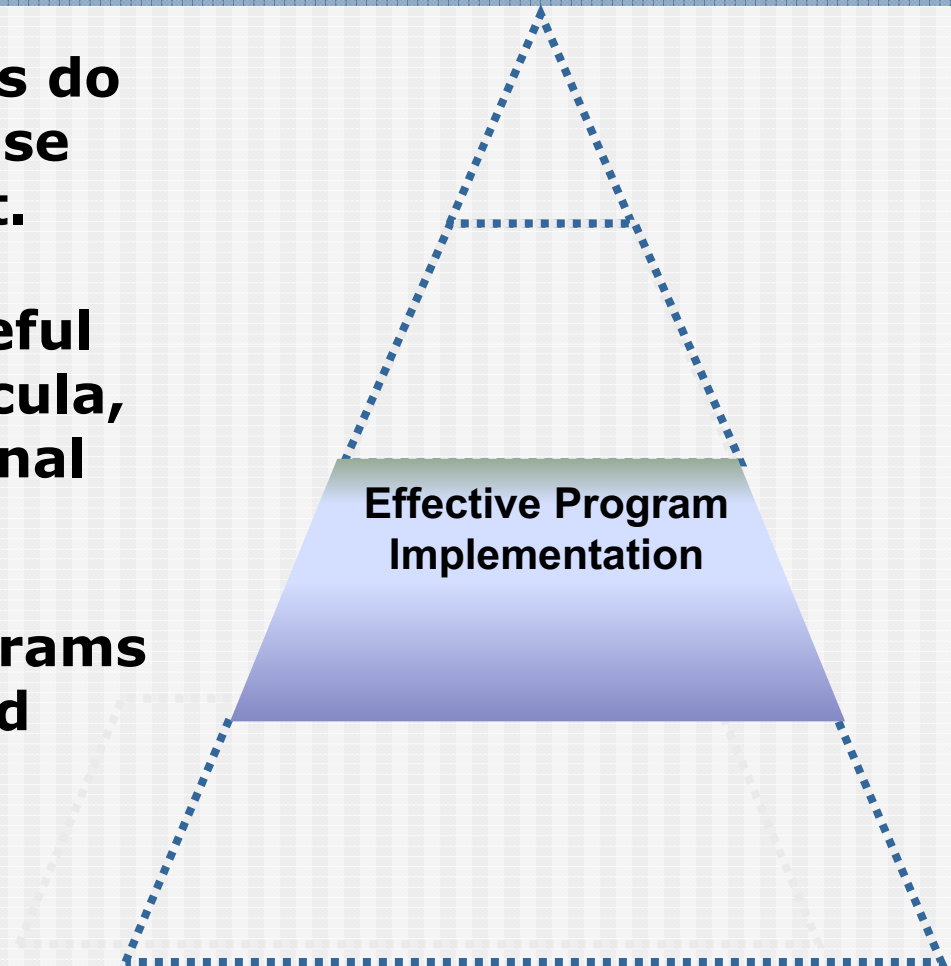 s do
se
t.
eful
cula,
nal
rams
d
Effective Program
Implementation